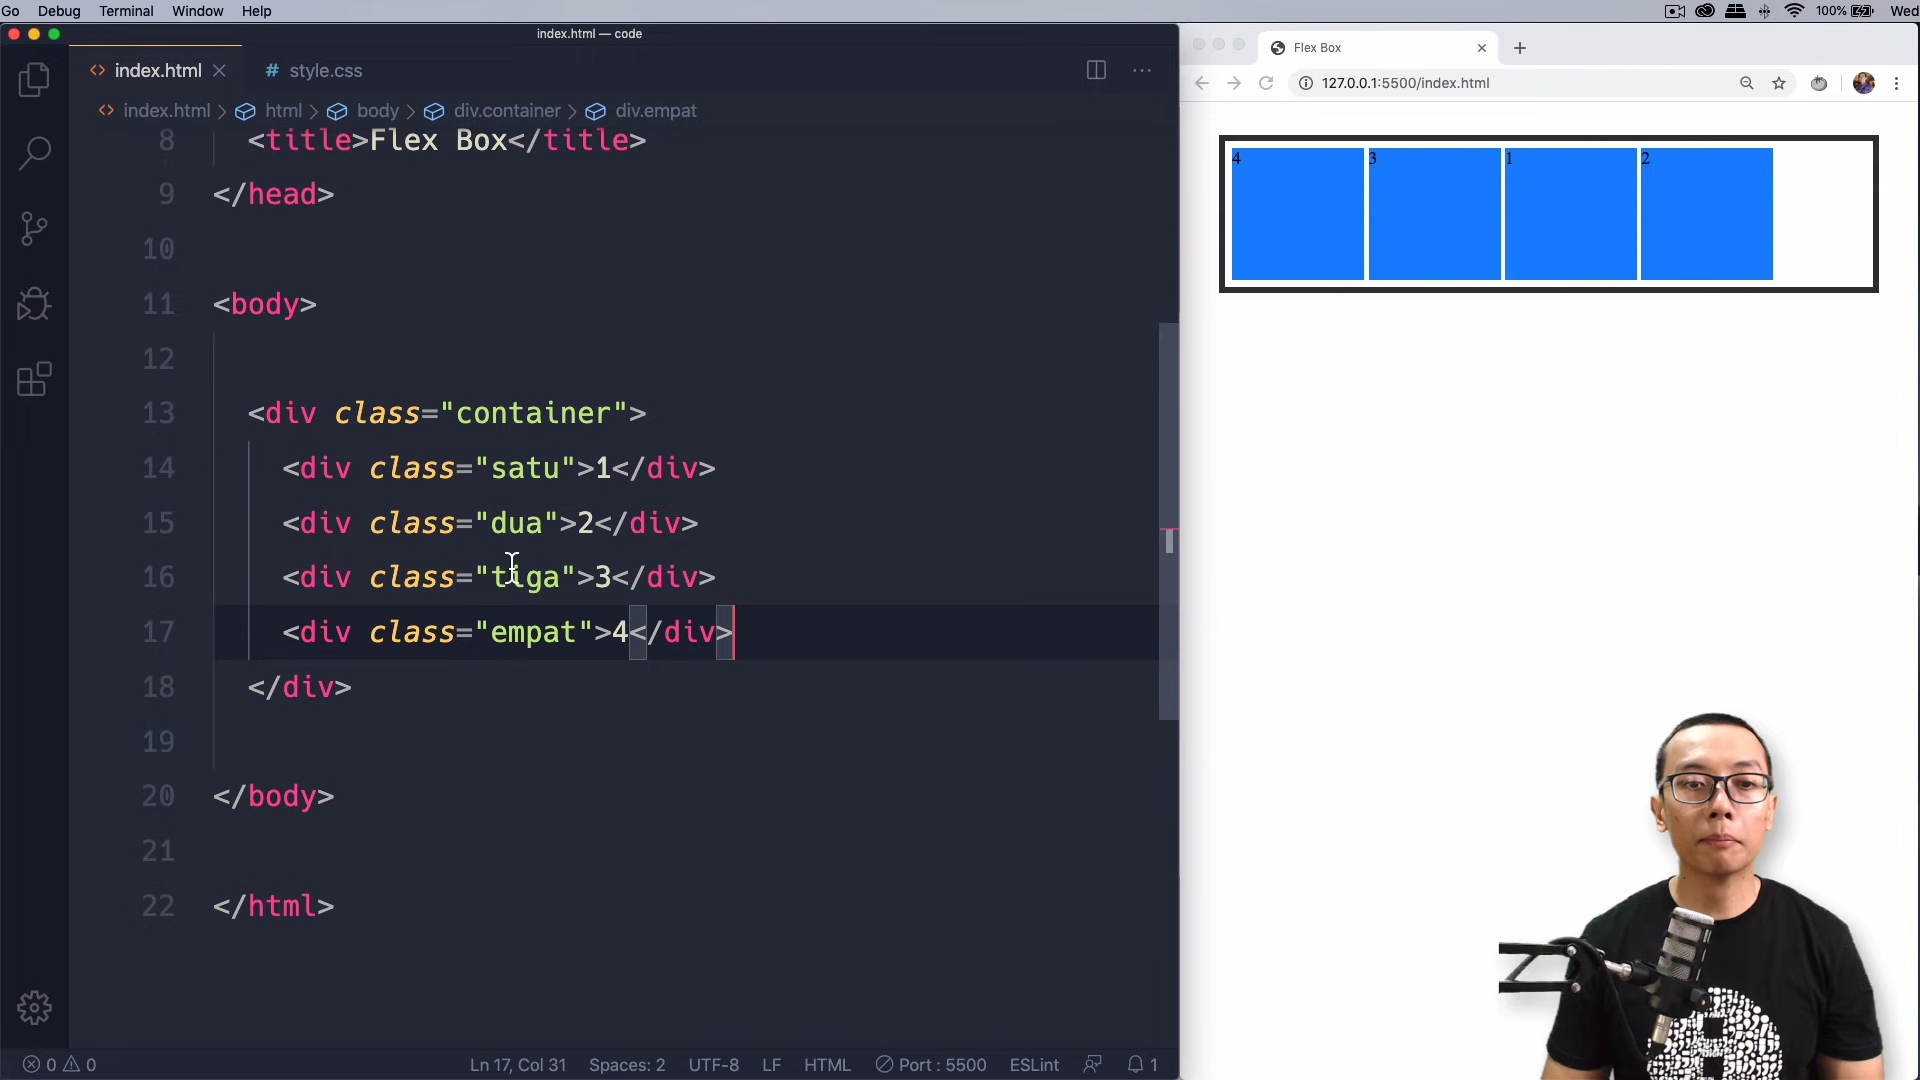 Go Debug Terminal Window Help
100% Wed
index.html — code
index.html
# style.css
index.html > html > body > div.container > div.empat
8 <title>Flex Box</title>
9 </head>
10
11 <body>
12
13 <div class="container">
14 <div class="satu">1</div>
15 <div class="dua">2</div>
16 <div class="tiga">3</div>
17 <div class="empat">4</div>
18 </div>
19
20 </body>
21
22 </html>
0 0 Ln 17, Col 31 Spaces: 2 UTF-8 LF HTML Port : 5500 ESLint 1
Flex Box
127.0.0.1:5500/index.html
4 3 1 2